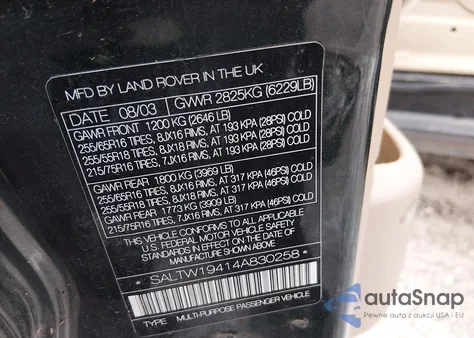 MFD BY LAND ROVER IN THE UK
DATE 08/03 GVWR 2825KG (6229LB)
GAWR FRONT 1200 KG (2646 LB)
255/65R16 TIRES, 8JX16 RIMS, AT 193 KPA (28PSI) COLD
255/55R18 TIRES, 8JX18 RIMS, AT 193 KPA (28PSI) COLD
215/75R16 TIRES, 7JX16 RIMS, AT 193 KPA (28PSI) COLD
GAWR REAR 1800 KG (3969 LB)
255/65R16 TIRES, 8JX16 RIMS, AT 317 KPA (46PSI) COLD
255/55R18 TIRES, 8JX18 RIMS, AT 317 KPA (46PSI) COLD
GAWR REAR 1773 KG (3909 LB)
215/75R16 TIRES, 7JX16 RIMS, AT 317 KPA (46PSI) COLD
THIS VEHICLE CONFORMS TO ALL APPLICABLE
U.S. FEDERAL MOTOR VEHICLE SAFETY
STANDARDS IN EFFECT ON THE DATE OF
MANUFACTURE SHOWN ABOVE
* SALTW19414A830258 *
TYPE MULTI-PURPOSE PASSENGER VEHICLE
autoSnap
Pewne auta z aukcji USA i EU